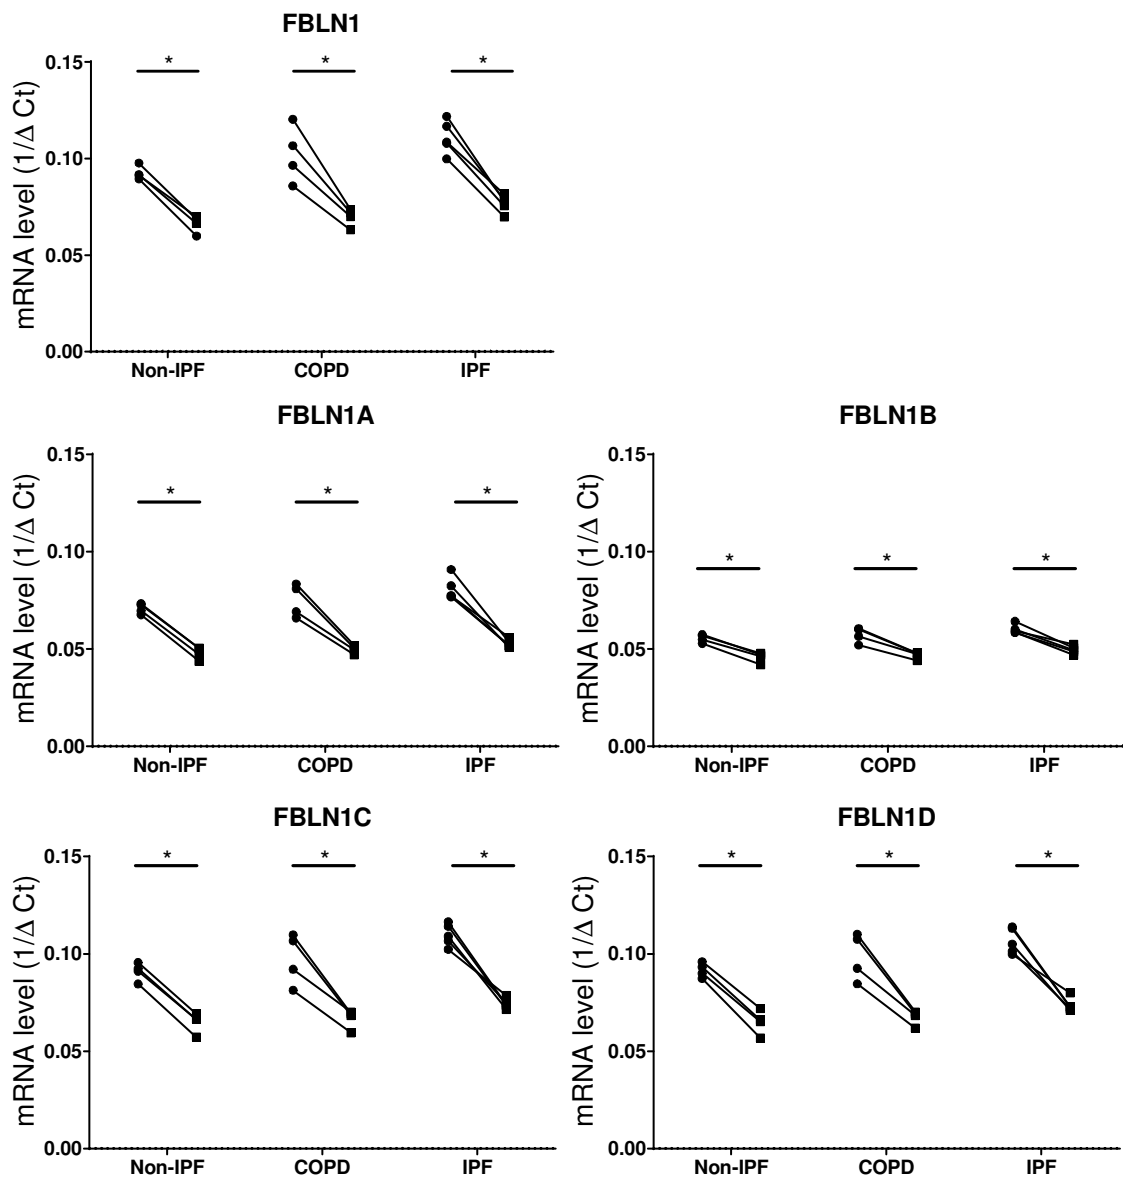 FBLN1
mRNA level (1/Δ Ct)
0.15
0.10
0.05
0.00
*
*
*
Non-IPF
COPD
IPF
FBLN1A
mRNA level (1/Δ Ct)
0.15
0.10
0.05
0.00
*
*
*
Non-IPF
COPD
IPF
FBLN1B
mRNA level (1/Δ Ct)
0.15
0.10
0.05
0.00
*
*
*
Non-IPF
COPD
IPF
FBLN1C
mRNA level (1/Δ Ct)
0.15
0.10
0.05
0.00
*
*
*
Non-IPF
COPD
IPF
FBLN1D
mRNA level (1/Δ Ct)
0.15
0.10
0.05
0.00
*
*
*
Non-IPF
COPD
IPF